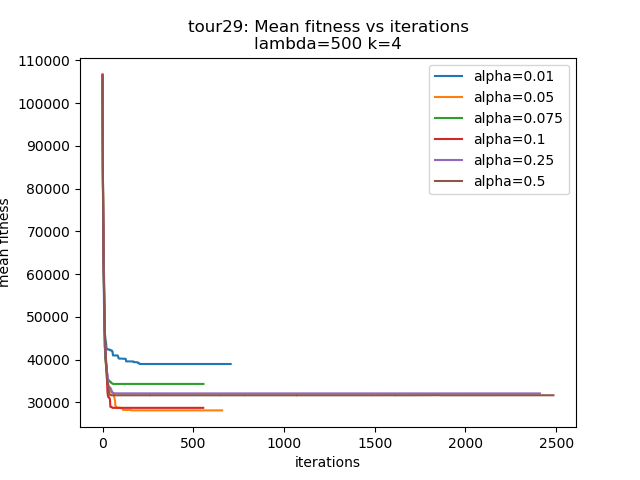 tour29: Mean fitness vs iterations
lambda=500 k=4
110000
100000
90000
80000
70000
60000
50000
40000
30000
mean fitness
alpha=0.01
alpha=0.05
alpha=0.075
alpha=0.1
alpha=0.25
alpha=0.5
0
500
1000
1500
2000
2500
iterations